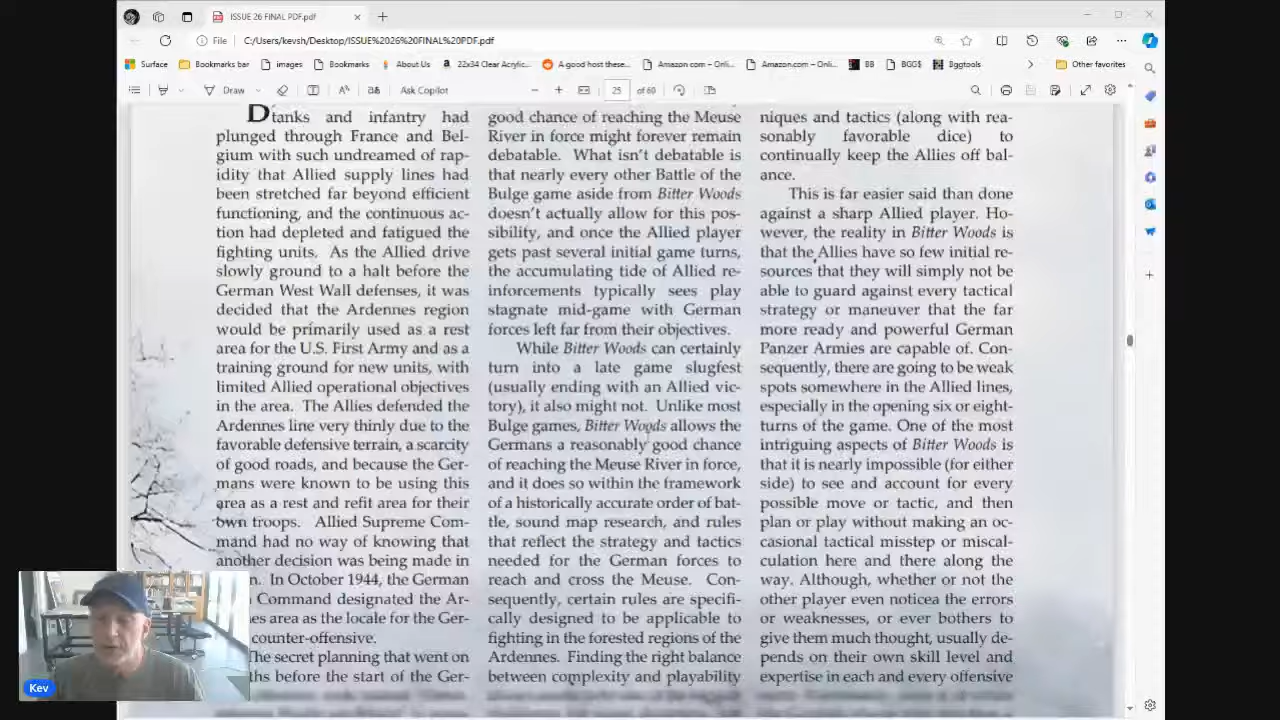 ISSUE 26 FINAL PDF.pdf
File
C:/Users/kevsh/Desktop/ISSUE%2026%20FINAL%20PDF.pdf
Surface
Bookmarks bar
images
Bookmarks
About Us
22x34 Clear Acrylic...
A good host these...
Amazon.com – Onli...
Amazon.com – Onli...
BB
BGG$
Bggtools
Other favorites
Draw
Ask Copilot
25
of 60
tanks and infantry had
plunged through France and Bel-
gium with such undreamed of rap-
idity that Allied supply lines had
been stretched far beyond efficient
functioning, and the continuous ac-
tion had depleted and fatigued the
fighting units. As the Allied drive
slowly ground to a halt before the
German West Wall defenses, it was
decided that the Ardennes region
would be primarily used as a rest
area for the U.S. First Army and as a
training ground for new units, with
limited Allied operational objectives
in the area. The Allies defended the
Ardennes line very thinly due to the
favorable defensive terrain, a scarcity
of good roads, and because the Ger-
mans were known to be using this
area as a rest and refit area for their
own troops. Allied Supreme Com-
mand had no way of knowing that
another decision was being made in
In October 1944, the German
Command designated the Ar-
es area as the locale for the Ger-
counter-offensive.
The secret planning that went on
ths before the start of the Ger-
good chance of reaching the Meuse
River in force might forever remain
debatable. What isn't debatable is
that nearly every other Battle of the
Bulge game aside from Bitter Woods
doesn't actually allow for this pos-
sibility, and once the Allied player
gets past several initial game turns,
the accumulating tide of Allied re-
inforcements typically sees play
stagnate mid-game with German
forces left far from their objectives.
While Bitter Woods can certainly
turn into a late game slugfest
(usually ending with an Allied vic-
tory), it also might not. Unlike most
Bulge games, Bitter Woods allows the
Germans a reasonably good chance
of reaching the Meuse River in force,
and it does so within the framework
of a historically accurate order of bat-
tle, sound map research, and rules
that reflect the strategy and tactics
needed for the German forces to
reach and cross the Meuse. Con-
sequently, certain rules are specifi-
cally designed to be applicable to
fighting in the forested regions of the
Ardennes. Finding the right balance
between complexity and playability
niques and tactics (along with rea-
sonably favorable dice) to
continually keep the Allies off bal-
ance.
This is far easier said than done
against a sharp Allied player. Ho-
wever, the reality in Bitter Woods is
that the Allies have so few initial re-
sources that they will simply not be
able to guard against every tactical
strategy or maneuver that the far
more ready and powerful German
Panzer Armies are capable of. Con-
sequently, there are going to be weak
spots somewhere in the Allied lines,
especially in the opening six or eight-
turns of the game. One of the most
intriguing aspects of Bitter Woods is
that it is nearly impossible (for either
side) to see and account for every
possible move or tactic, and then
plan or play without making an oc-
casional tactical misstep or miscal-
culation here and there along the
way. Although, whether or not the
other player even noticea the errors
or weaknesses, or ever bothers to
give them much thought, usually de-
pends on their own skill level and
expertise in each and every offensive
Kev